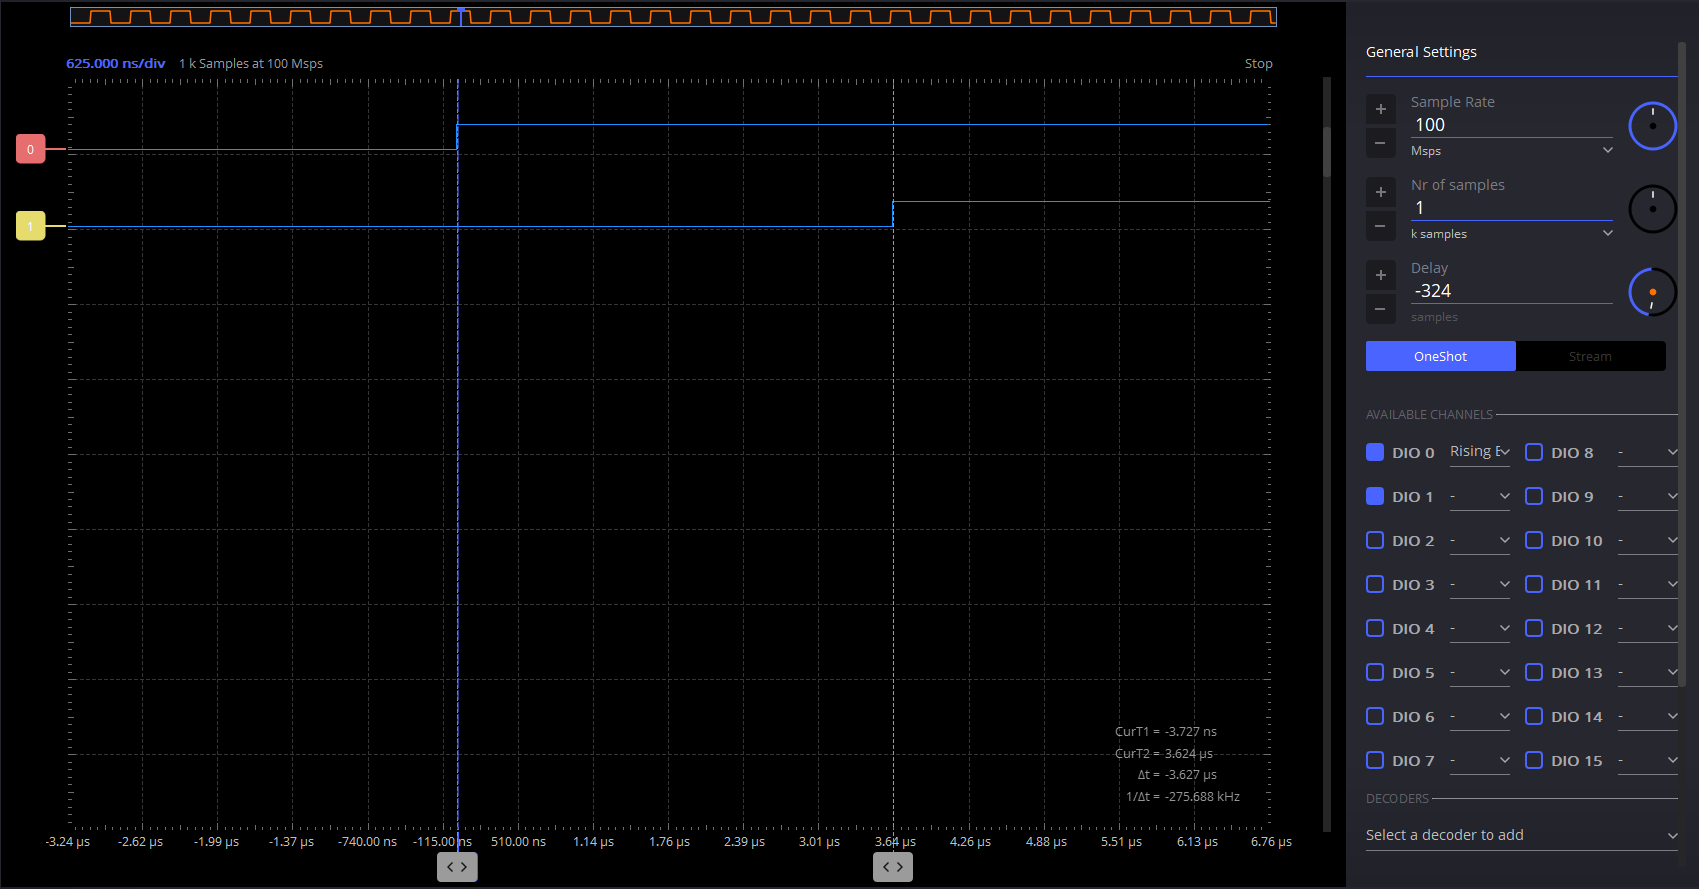 625.000 ns/div 1 k Samples at 100 Msps Stop
0
1
CurT1 = -3.727 ns
CurT2 = 3.624 µs
Δt = -3.627 µs
1/Δt = -275.688 kHz
-3.24 µs -2.62 µs -1.99 µs -1.37 µs -740.00 ns -115.00 ns 510.00 ns 1.14 µs 1.76 µs 2.39 µs 3.01 µs 3.64 µs 4.26 µs 4.88 µs 5.51 µs 6.13 µs 6.76 µs
General Settings
Sample Rate
100
Msps
Nr of samples
1
k samples
Delay
-324
samples
OneShot Stream
AVAILABLE CHANNELS
DIO 0 Rising E DIO 8 -
DIO 1 - DIO 9 -
DIO 2 - DIO 10 -
DIO 3 - DIO 11 -
DIO 4 - DIO 12 -
DIO 5 - DIO 13 -
DIO 6 - DIO 14 -
DIO 7 - DIO 15 -
DECODERS
Select a decoder to add